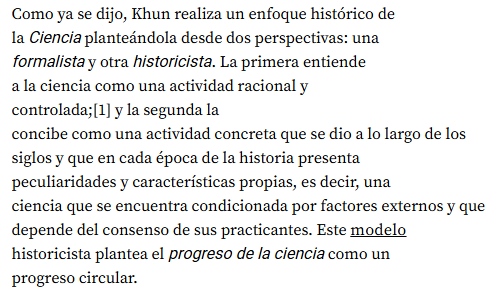 Como ya se dijo, Khun realiza un enfoque histórico de
la Ciencia planteándola desde dos perspectivas: una
formalista y otra historicista. La primera entiende
a la ciencia como una actividad racional y
controlada;[1] y la segunda la
concibe como una actividad concreta que se dio a lo largo de los
siglos y que en cada época de la historia presenta
peculiaridades y características propias, es decir, una
ciencia que se encuentra condicionada por factores externos y que
depende del consenso de sus practicantes. Este modelo
historicista plantea el progreso de la ciencia como un
progreso circular.